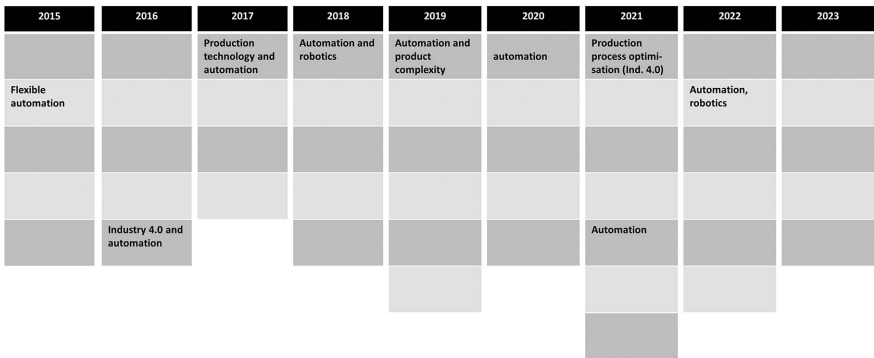 2015 2016 2017 2018 2019 2020 2021 2022 2023
Production
technology and
automation
Automation and
robotics
Automation and
product
complexity
automation
Production
process optimi-
sation (Ind. 4.0)
Flexible
automation
Automation,
robotics
Industry 4.0 and
automation
Automation